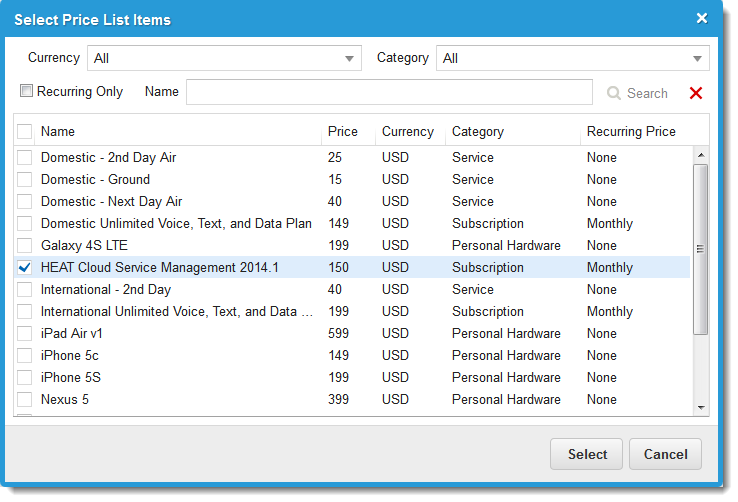 Select Price List Items
Currency All Category All
Recurring Only Name Search
Name Price Currency Category Recurring Price
Domestic - 2nd Day Air 25 USD Service None
Domestic - Ground 15 USD Service None
Domestic - Next Day Air 40 USD Service None
Domestic Unlimited Voice, Text, and Data Plan 149 USD Subscription Monthly
Galaxy 4S LTE 199 USD Personal Hardware None
HEAT Cloud Service Management 2014.1 150 USD Subscription Monthly
International - 2nd Day 40 USD Service None
International Unlimited Voice, Text, and Data ... 199 USD Subscription Monthly
iPad Air v1 599 USD Personal Hardware None
iPhone 5c 149 USD Personal Hardware None
iPhone 5S 199 USD Personal Hardware None
Nexus 5 399 USD Personal Hardware None
Select Cancel